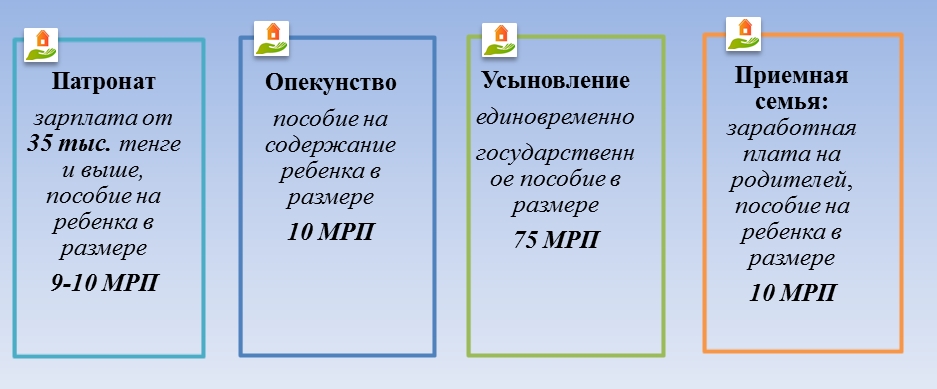 Патронат
зарплата от
35 тыс. тенге
и выше,
пособие на
ребенка в
размере
9-10 МРП
Опекунство
пособие на
содержание
ребенка в
размере
10 МРП
Усыновление
единовременно
государственн
ое пособие в
размере
75 МРП
Приемная
семья:
заработная
плата на
родителей,
пособие на
ребенка в
размере
10 МРП